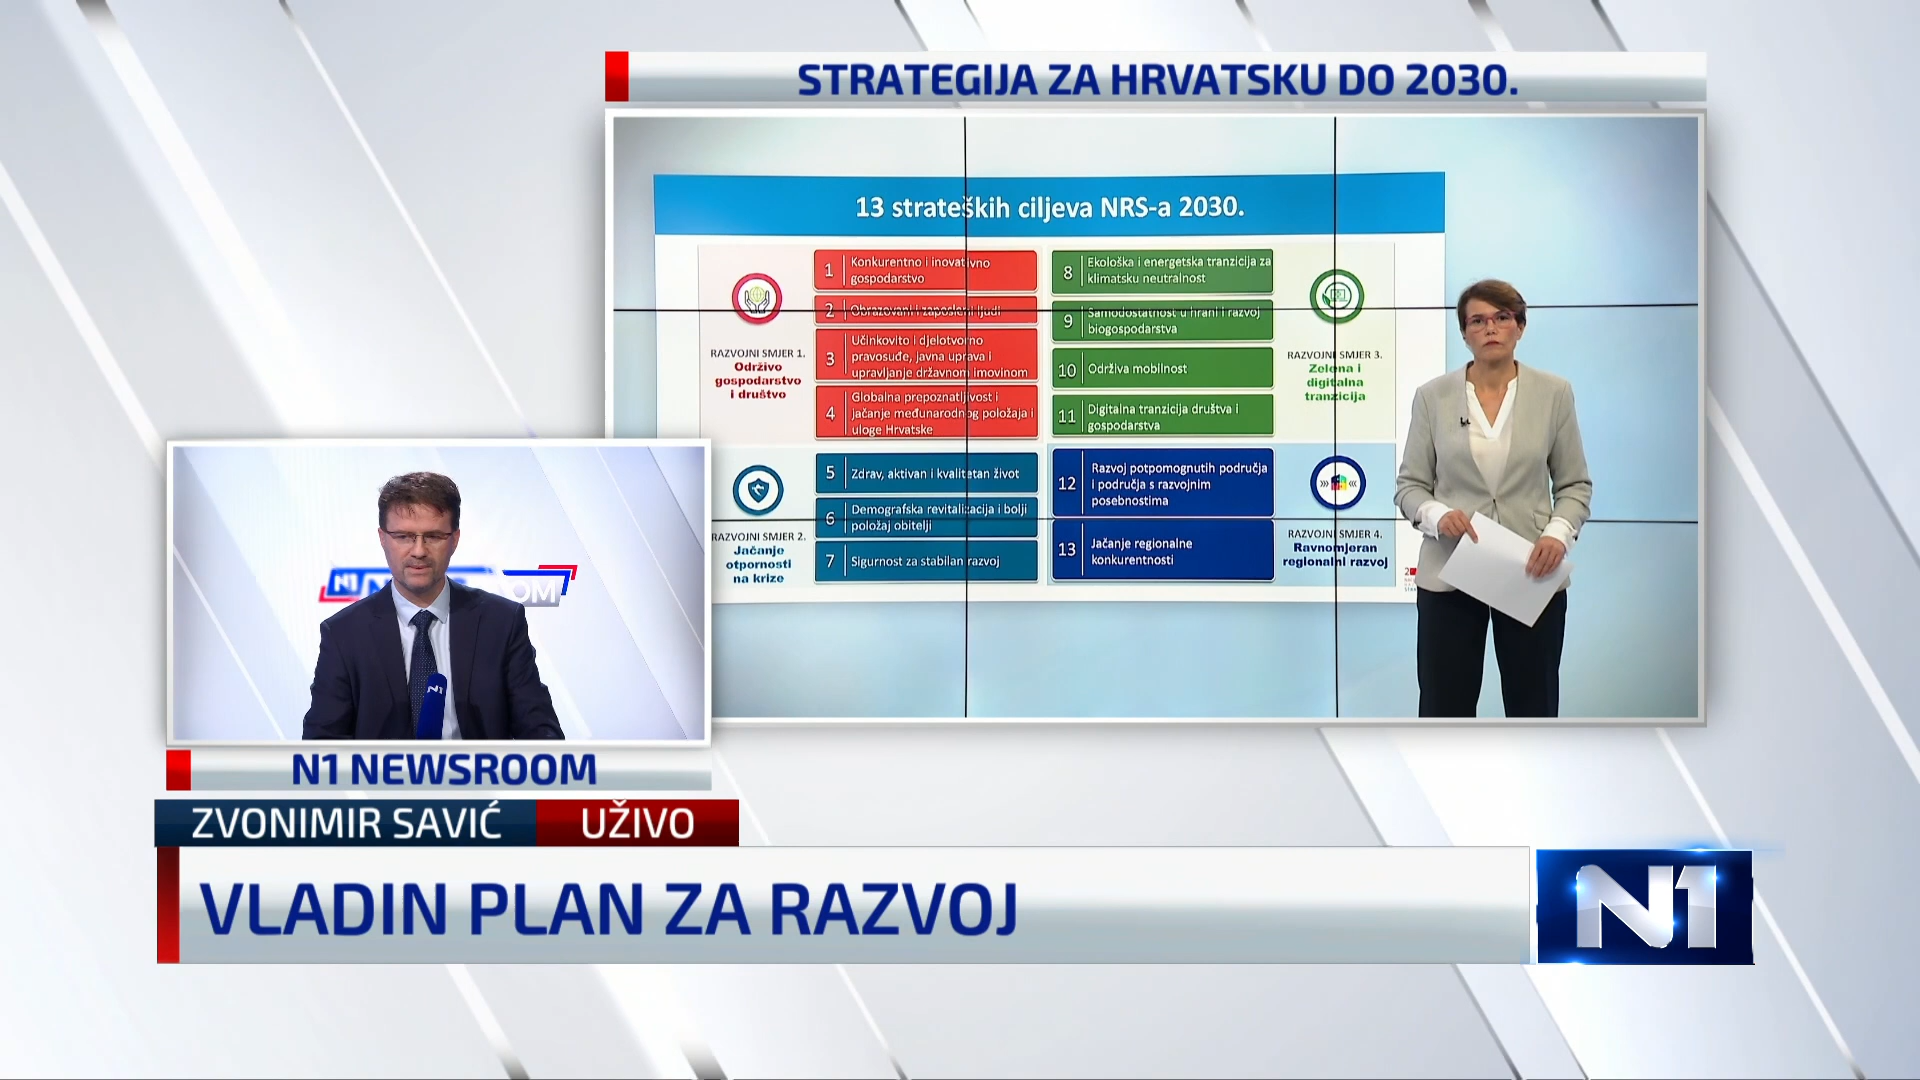 STRATEGIJA ZA HRVATSKU DO 2030.
13 strateških ciljeva NRS-a 2030.
RAZVOJNI SMJER 1.
Održivo
gospodarstvo
i društvo
1 Konkurentno i inovativno
gospodarstvo
2 Obrazovani i zaposleni ljudi
3 Učinkovito i djelotvorno
pravosuđe, javna uprava i
upravljanje državnom imovinom
4 Globalna prepoznatljivost i
jačanje međunarodnog položaja i
uloge Hrvatske
RAZVOJNI SMJER 2.
Jačanje
otpornosti
na krize
5 Zdrav, aktivan i kvalitetan život
6 Demografska revitalizacija i bolji
položaj obitelji
7 Sigurnost za stabilan razvoj
8 Ekološka i energetska tranzicija za
klimatsku neutralnost
9 Samodostatnost u hrani i razvoj
biogospodarstva
10 Održiva mobilnost
11 Digitalna tranzicija društva i
gospodarstva
RAZVOJNI SMJER 3.
Zelena i
digitalna
tranzicija
12 Razvoj potpomognutih područja
i područja s razvojnim
posebnostima
13 Jačanje regionalne
konkurentnosti
RAZVOJNI SMJER 4.
Ravnomjeran
regionalni razvoj
N1
N1
N1 NEWSROOM
ZVONIMIR SAVIĆ UŽIVO
VLADIN PLAN ZA RAZVOJ
N1